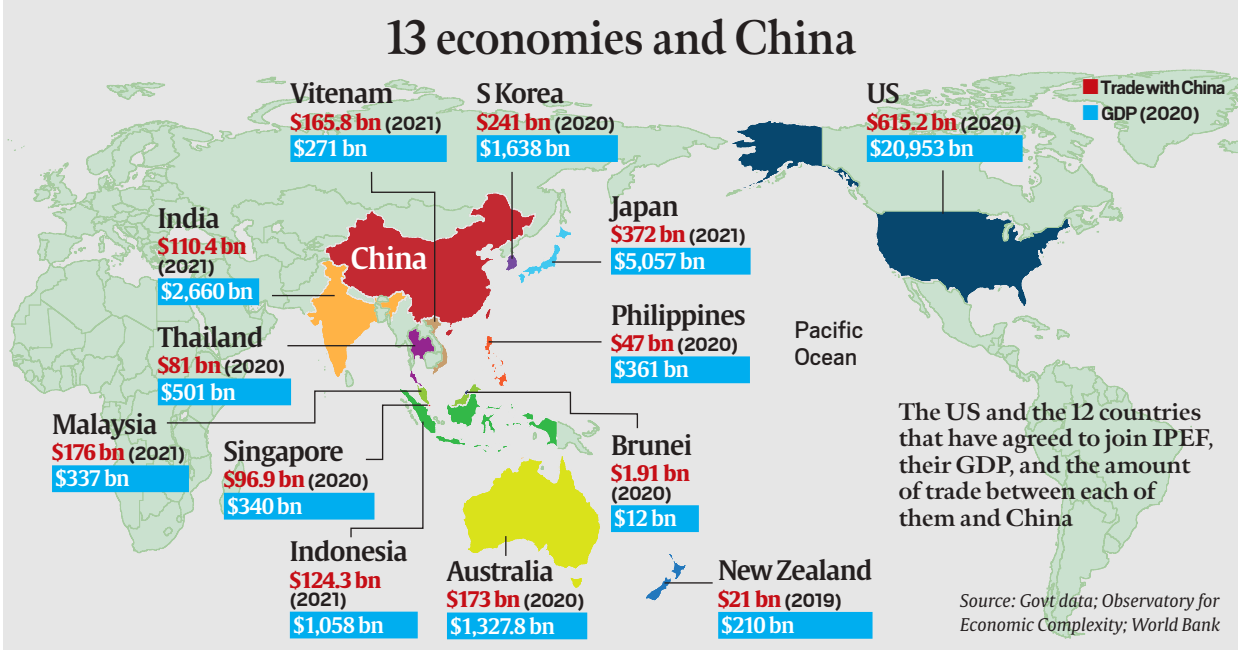 13 economies and China
Vitenam
$165.8 bn (2021)
$271 bn
S Korea
$241 bn (2020)
$1,638 bn
US
$615.2 bn (2020)
$20,953 bn
Trade with China
GDP (2020)
India
$110.4 bn
(2021)
$2,660 bn
China
Japan
$372 bn (2021)
$5,057 bn
Thailand
$81 bn (2020)
$501 bn
Philippines
$47 bn (2020)
$361 bn
Pacific
Ocean
Malaysia
$176 bn (2021)
$337 bn
Singapore
$96.9 bn (2020)
$340 bn
Brunei
$1.91 bn
(2020)
$12 bn
The US and the 12 countries
that have agreed to join IPEF,
their GDP, and the amount
of trade between each of
them and China
Indonesia
$124.3 bn
(2021)
$1,058 bn
Australia
$173 bn (2020)
$1,327.8 bn
New Zealand
$21 bn (2019)
$210 bn
Source: Govt data; Observatory for
Economic Complexity; World Bank